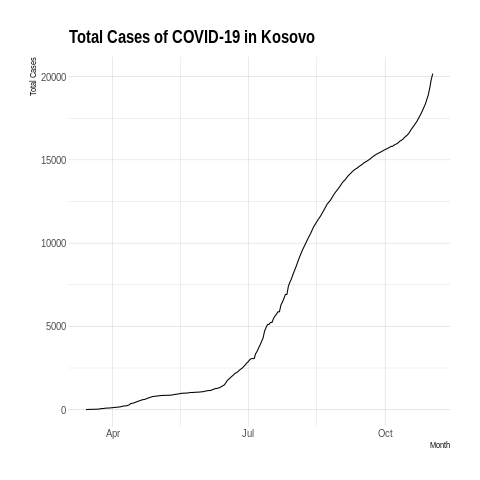 Total Cases of COVID-19 in Kosovo
Total Cases
20000
15000
10000
5000
0
Apr
Jul
Oct
Month